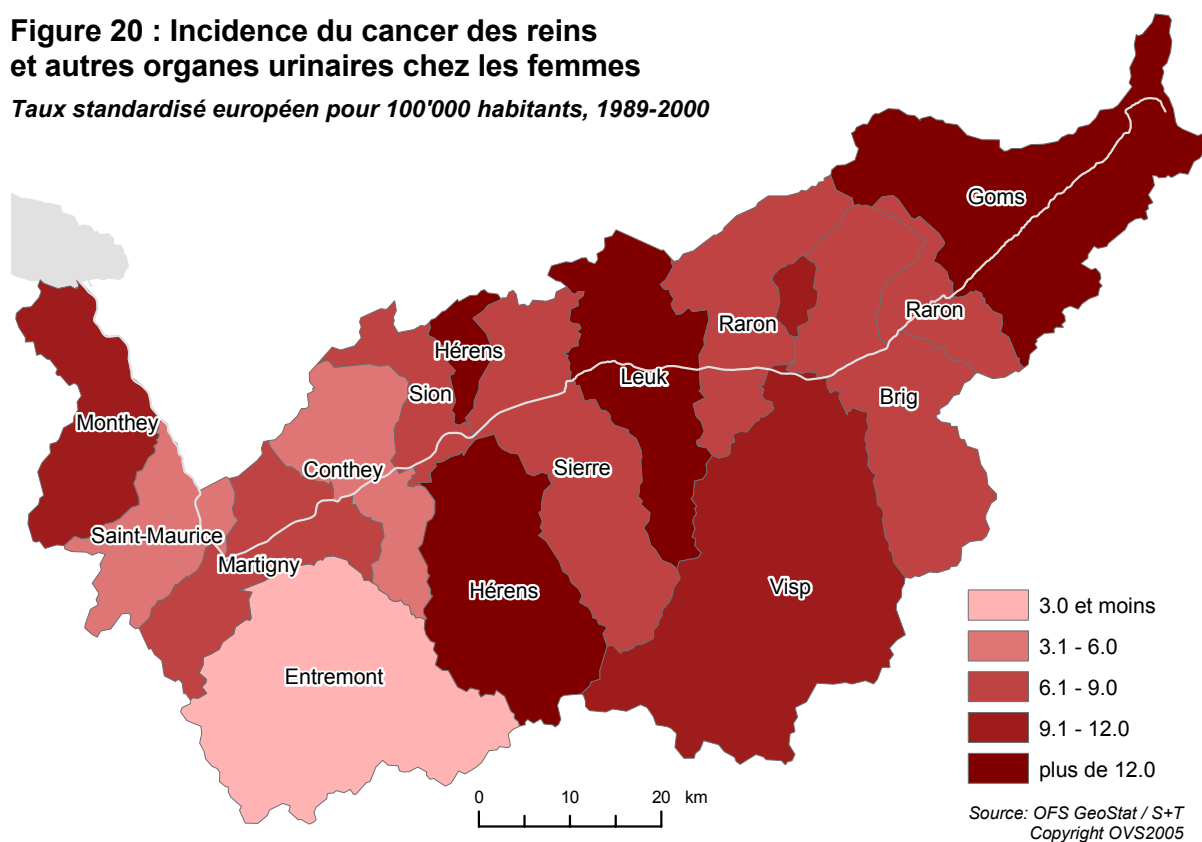 Figure 20 : Incidence du cancer des reins
et autres organes urinaires chez les femmes
Taux standardisé européen pour 100'000 habitants, 1989-2000
Goms
Raron
Raron
Hérens
Leuk
Sion
Brig
Monthey
Conthey
Sierre
Saint-Maurice
Martigny
Hérens
Visp
Entremont
3.0 et moins
3.1 - 6.0
6.1 - 9.0
9.1 - 12.0
plus de 12.0
0 10 20 km
Source: OFS GeoStat / S+T
Copyright OVS2005